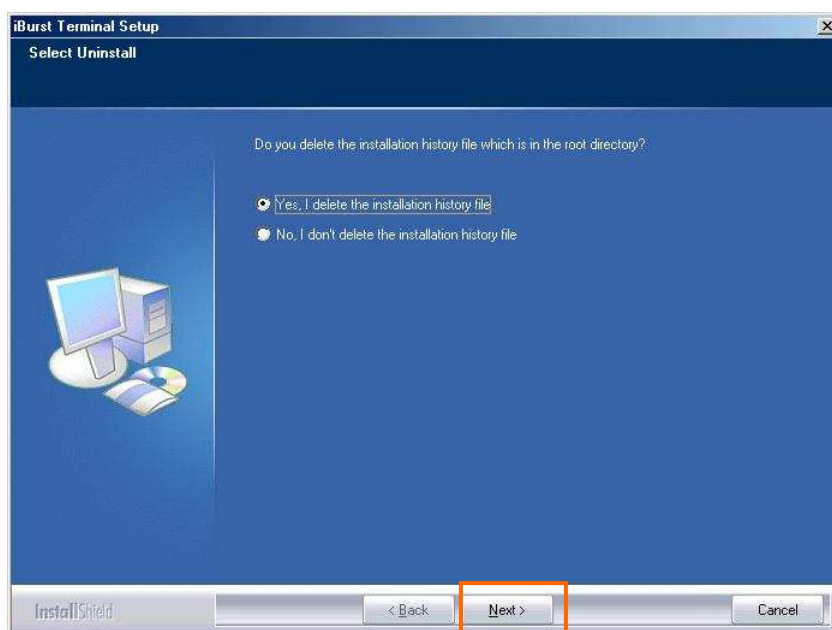 iBurst Terminal Setup
Select Uninstall
Do you delete the installation history file which is in the root directory?
Yes, I delete the installation history file
No, I don't delete the installation history file
InstallShield
< Back
Next >
Cancel